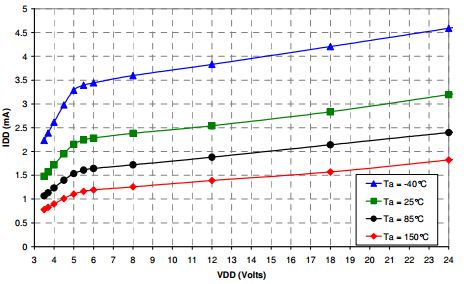 5
4.5
4
3.5
3
2.5
2
1.5
1
0.5
0
IDD (mA)
3 4 5 6 7 8 9 10 11 12 13 14 15 16 17 18 19 20 21 22 23 24
VDD (Volts)
Ta = -40°C
Ta = 25°C
Ta = 85°C
Ta = 150°C